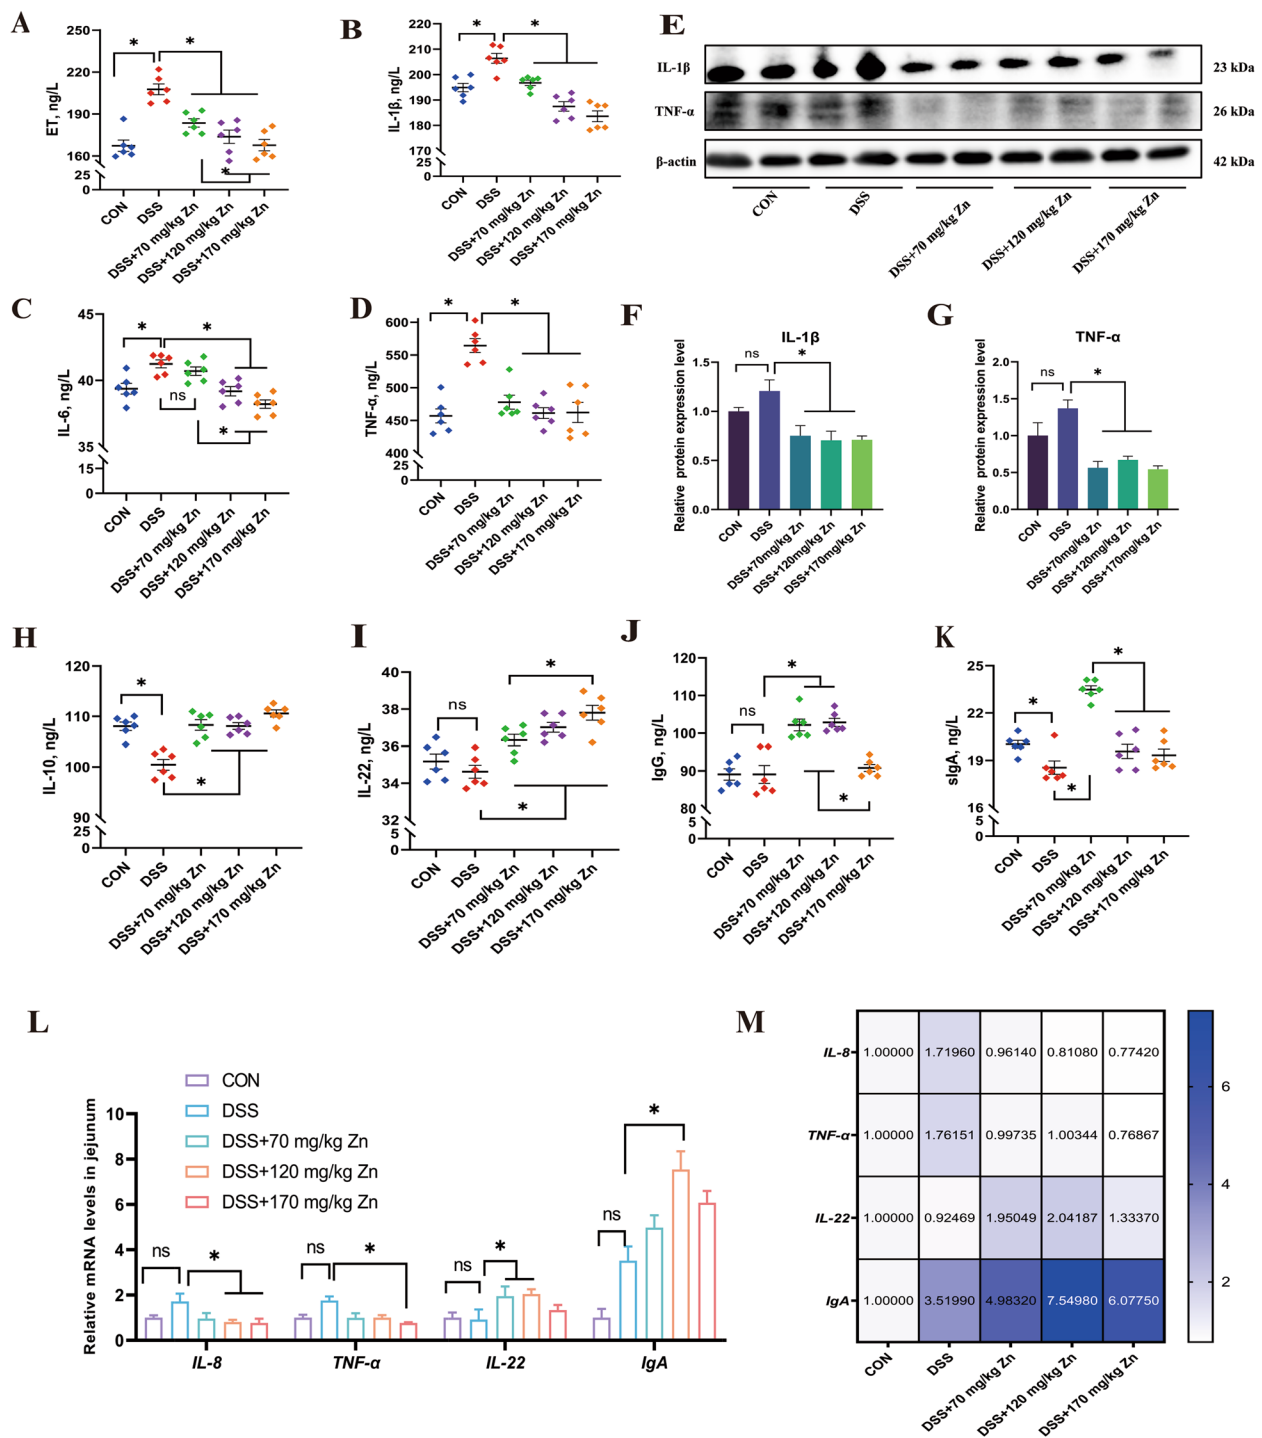 A
ET, ng/L
250
220
190
160
25
0
*
*
*
CON
DSS
DSS+70 mg/kg Zn
DSS+120 mg/kg Zn
DSS+170 mg/kg Zn
B
IL-1β, ng/L
220
210
200
190
180
170
25
0
*
*
CON
DSS
DSS+70 mg/kg Zn
DSS+120 mg/kg Zn
DSS+170 mg/kg Zn
E
IL-1β
23 kDa
TNF-α
26 kDa
β-actin
42 kDa
CON
DSS
DSS+70 mg/kg Zn
DSS+120 mg/kg Zn
DSS+170 mg/kg Zn
C
IL-6, ng/L
45
40
35
15
0
*
*
ns
*
CON
DSS
DSS+70 mg/kg Zn
DSS+120 mg/kg Zn
DSS+170 mg/kg Zn
D
TNF-α, ng/L
600
550
500
450
400
25
0
*
*
CON
DSS
DSS+70 mg/kg Zn
DSS+120 mg/kg Zn
DSS+170 mg/kg Zn
F
IL-1β
Relative protein expression level
1.5
1.0
0.5
0.0
ns
*
CON
DSS
DSS+70mg/kg Zn
DSS+120mg/kg Zn
DSS+170mg/kg Zn
G
TNF-α
Relative protein expression level
2.0
1.5
1.0
0.5
0.0
ns
*
CON
DSS
DSS+70mg/kg Zn
DSS+120mg/kg Zn
DSS+170mg/kg Zn
H
IL-10, ng/L
120
110
100
90
25
0
*
*
CON
DSS
DSS+70 mg/kg Zn
DSS+120 mg/kg Zn
DSS+170 mg/kg Zn
I
IL-22, ng/L
40
38
36
34
32
5
0
ns
*
*
CON
DSS
DSS+70 mg/kg Zn
DSS+120 mg/kg Zn
DSS+170 mg/kg Zn
J
IgG, ng/L
120
110
100
90
80
5
0
ns
*
*
CON
DSS
DSS+70 mg/kg Zn
DSS+120 mg/kg Zn
DSS+170 mg/kg Zn
K
sIgA, ng/L
25
22
19
16
5
0
*
*
*
CON
DSS
DSS+70 mg/kg Zn
DSS+120 mg/kg Zn
DSS+170 mg/kg Zn
L
Relative mRNA levels in jejunum
CON
DSS
DSS+70 mg/kg Zn
DSS+120 mg/kg Zn
DSS+170 mg/kg Zn
10
8
6
4
2
0
ns
*
ns
*
ns
*
ns
*
IL-8
TNF-α
IL-22
IgA
M
IL-8 1.00000 1.71960 0.96140 0.81080 0.77420
TNF-α 1.00000 1.76151 0.99735 1.00344 0.76867
IL-22 1.00000 0.92469 1.95049 2.04187 1.33370
IgA 1.00000 3.51990 4.98320 7.54980 6.07750
CON
DSS
DSS+70 mg/kg Zn
DSS+120 mg/kg Zn
DSS+170 mg/kg Zn
6
4
2